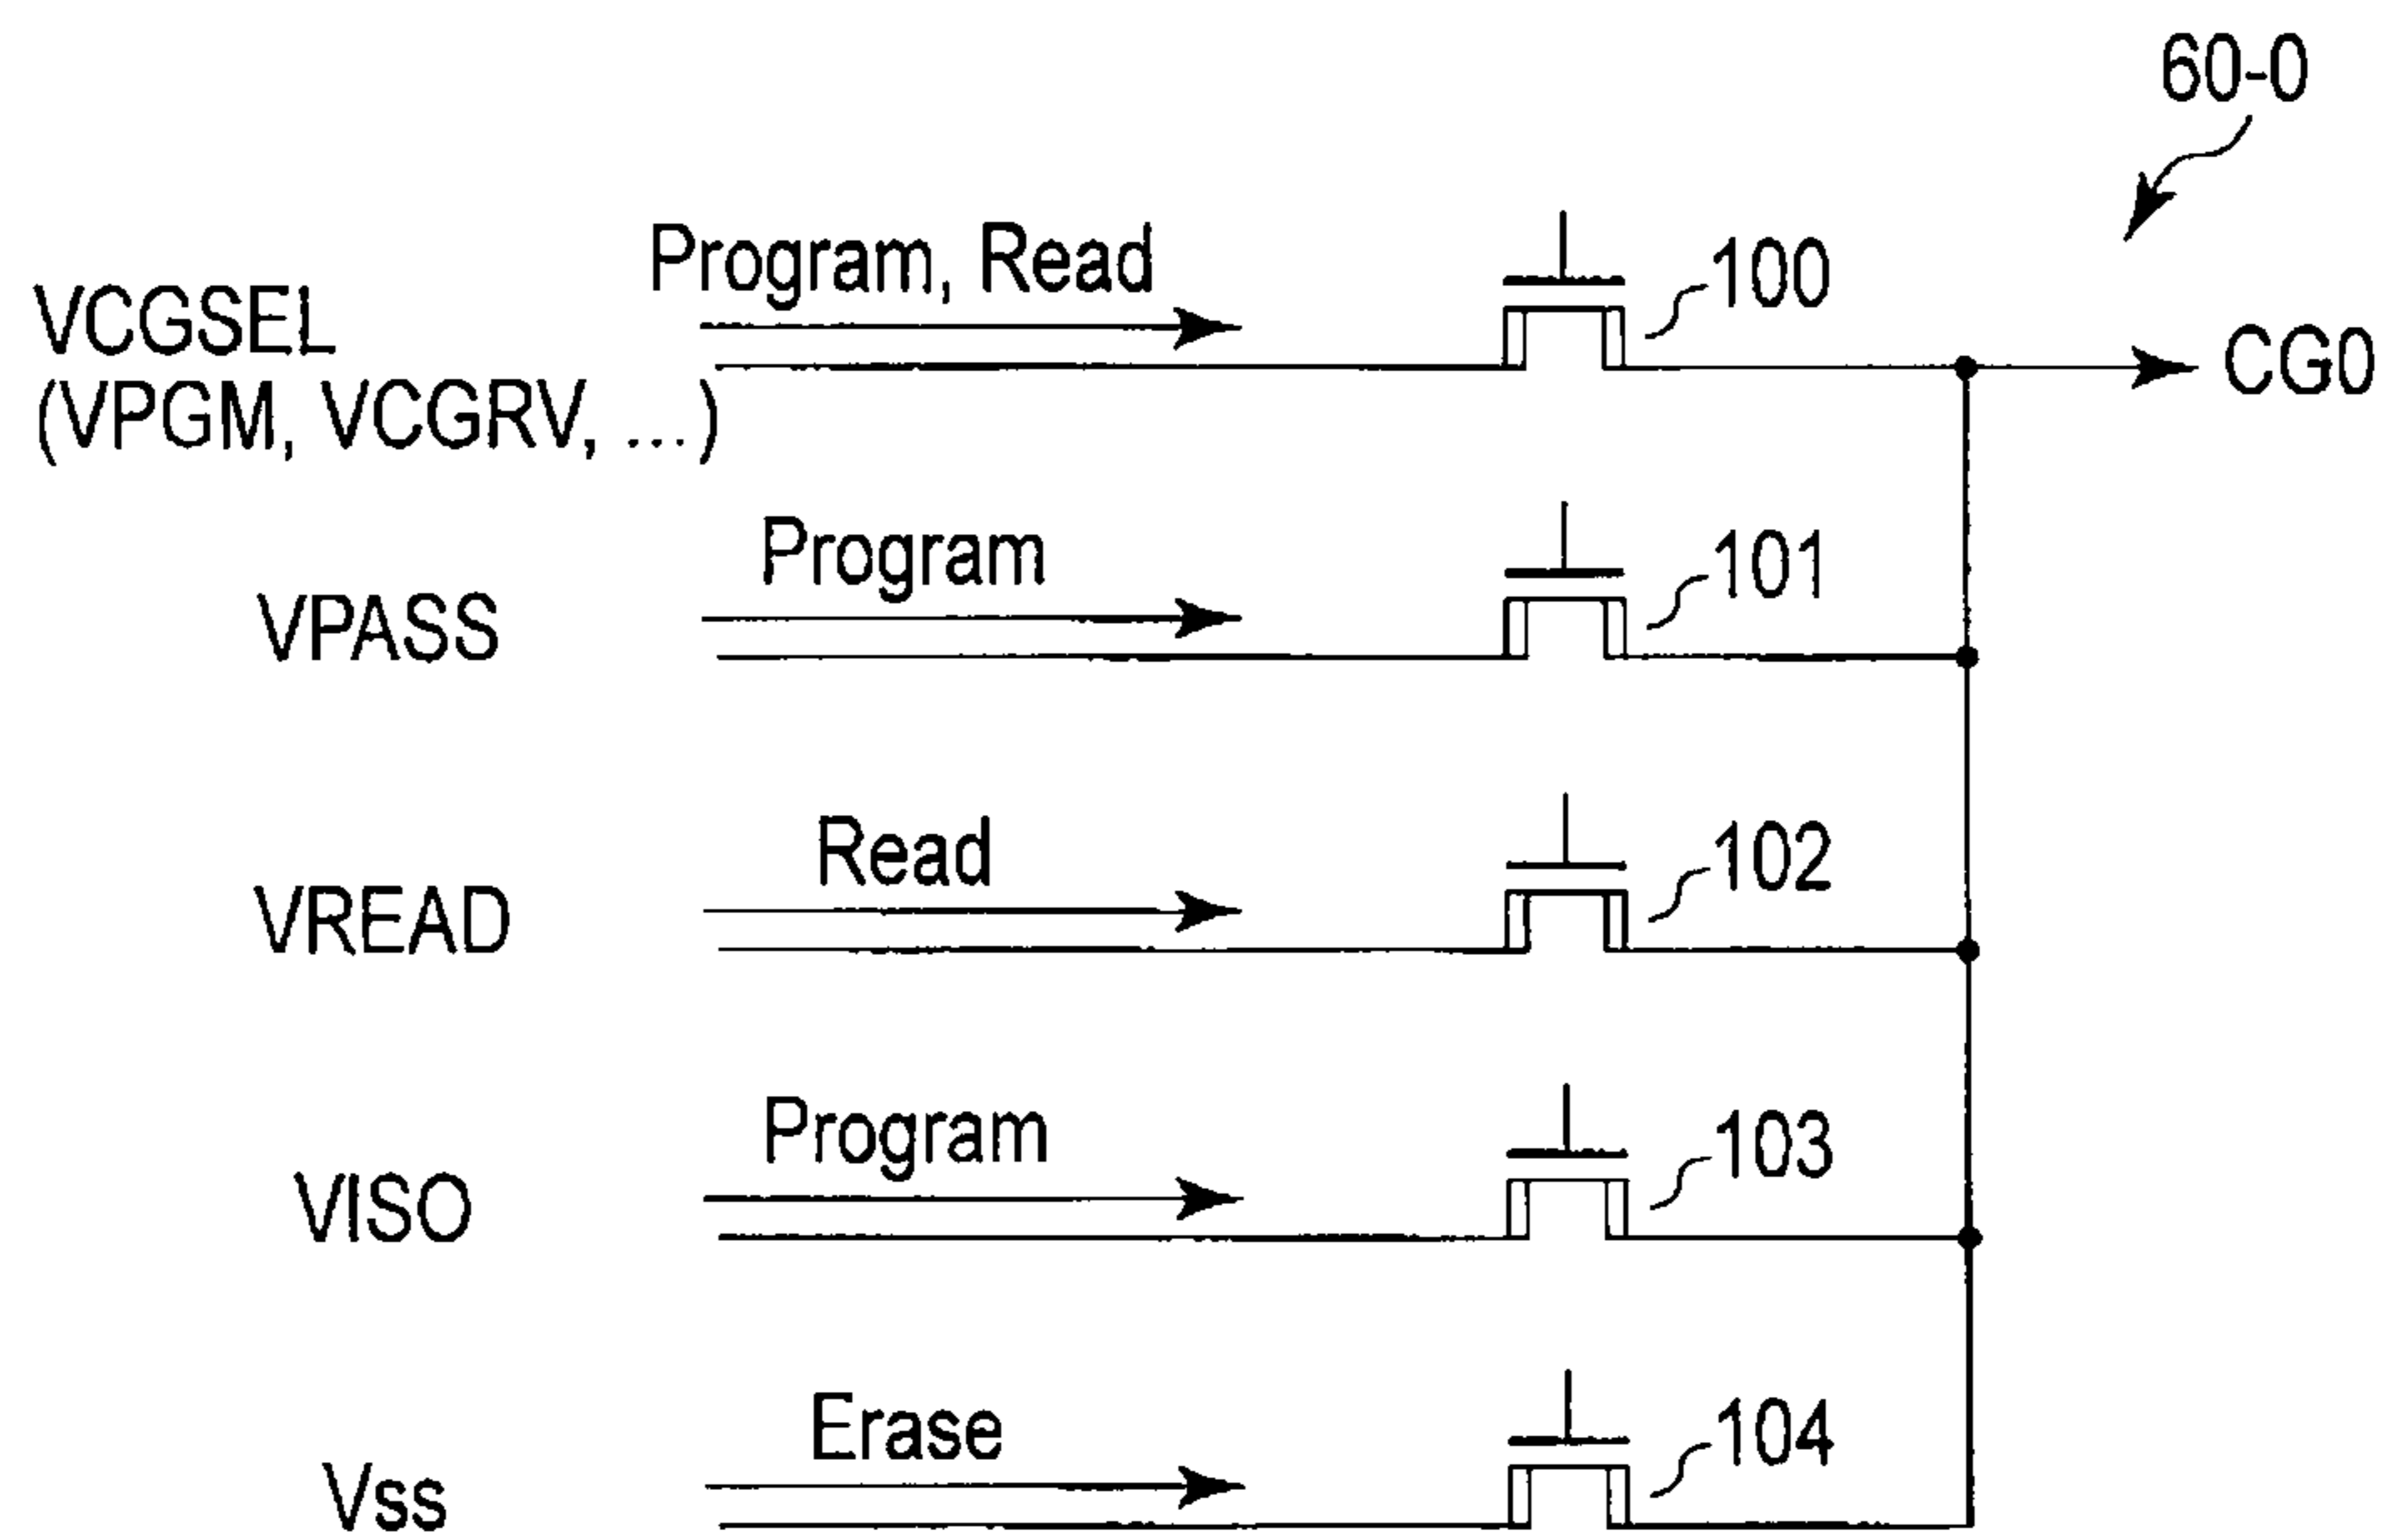 60-0
Program, Read
100
VCGSEL
(VPGM, VCGRV, ...)
CG0
Program
101
VPASS
Read
102
VREAD
Program
103
VISO
Erase
104
Vss